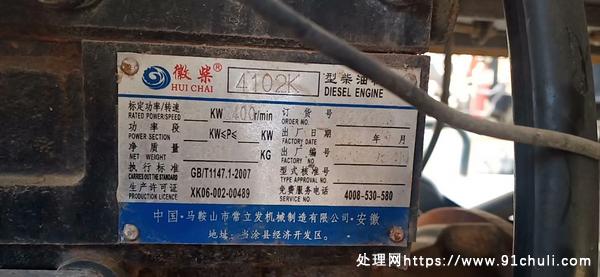 徽柴®
HUI CHAI
4102K
型柴油
DIESEL ENGINE
标定功率/转速
RATED POWER/SPEED
KW
400r/min
订货号
ORDER NO.
功率段
POWER SECTION
KW≤P≤
KW
出厂日期
年 月
DATE
净质量
NET WEIGHT
KG
出厂编号
FACTORY NO.
执行标准
CARRIED OUT THE STANDARD
GB/T1147.1-2007
型式核准号
TYPE APPROVAL NO.
生产许可证
PRODUCTION LICENCE
XK06-002-00489
免费服务电话
SERVICE NO.
4008-530-580
中国·马鞍山市常立发机械制造有限公司·安徽
地址：当涂县经济开发区。
处理网https://www.91chuli.com/